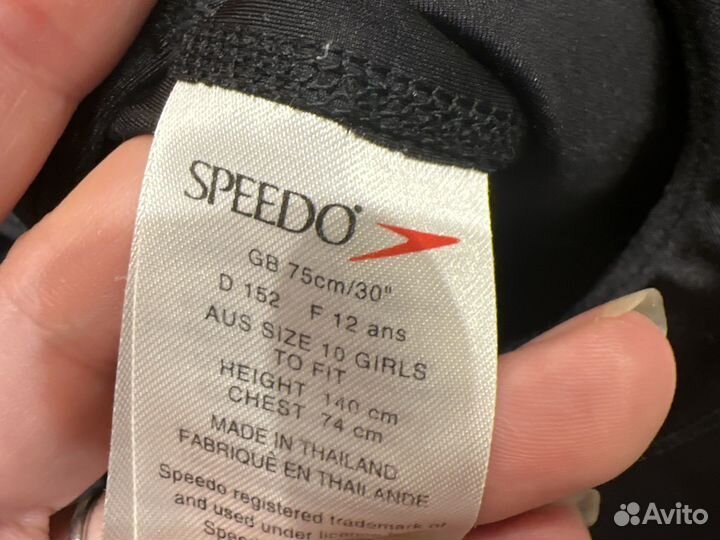 SPEEDO®
GB 75cm/30"
D 152 F 12 ans
AUS SIZE 10 GIRLS
TO FIT
HEIGHT 140 cm
CHEST 74 cm
MADE IN THAILAND
FABRIQUÈ EN THAILANDE
Speedo registered trademark of
and used under licence
Speedo
Avito